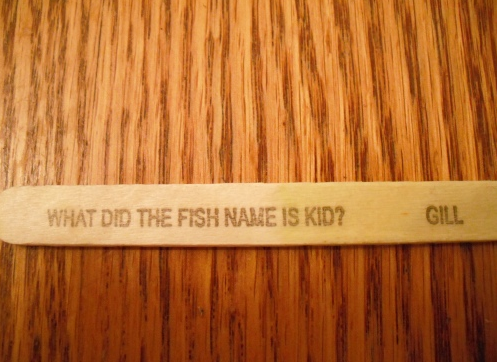 WHAT DID THE FISH NAME IS KID? GILL